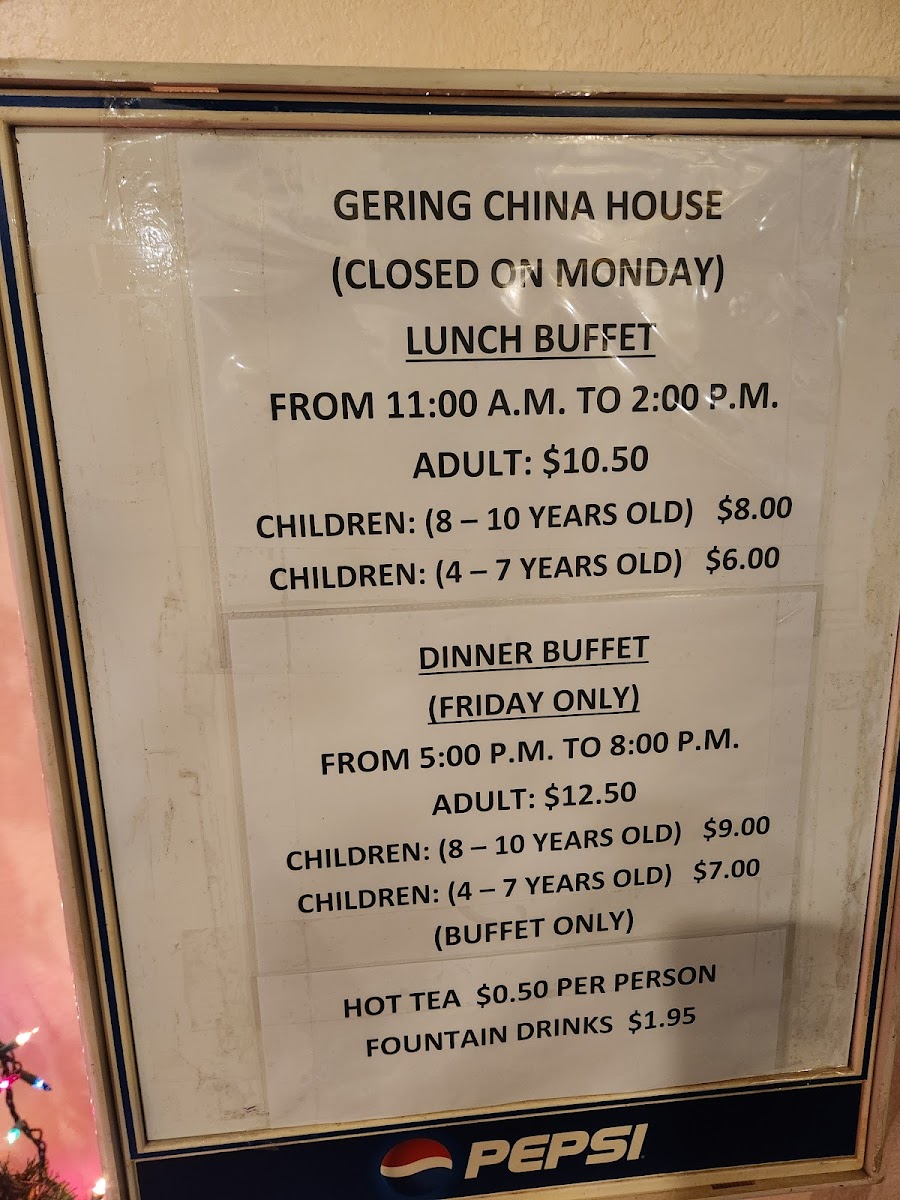 GERING CHINA HOUSE
(CLOSED ON MONDAY)
LUNCH BUFFET
FROM 11:00 A.M. TO 2:00 P.M.
ADULT: $10.50
CHILDREN: (8 – 10 YEARS OLD) $8.00
CHILDREN: (4 – 7 YEARS OLD) $6.00
DINNER BUFFET
(FRIDAY ONLY)
FROM 5:00 P.M. TO 8:00 P.M.
ADULT: $12.50
CHILDREN: (8 – 10 YEARS OLD) $9.00
CHILDREN: (4 – 7 YEARS OLD) $7.00
(BUFFET ONLY)
HOT TEA $0.50 PER PERSON
FOUNTAIN DRINKS $1.95
PEPSI